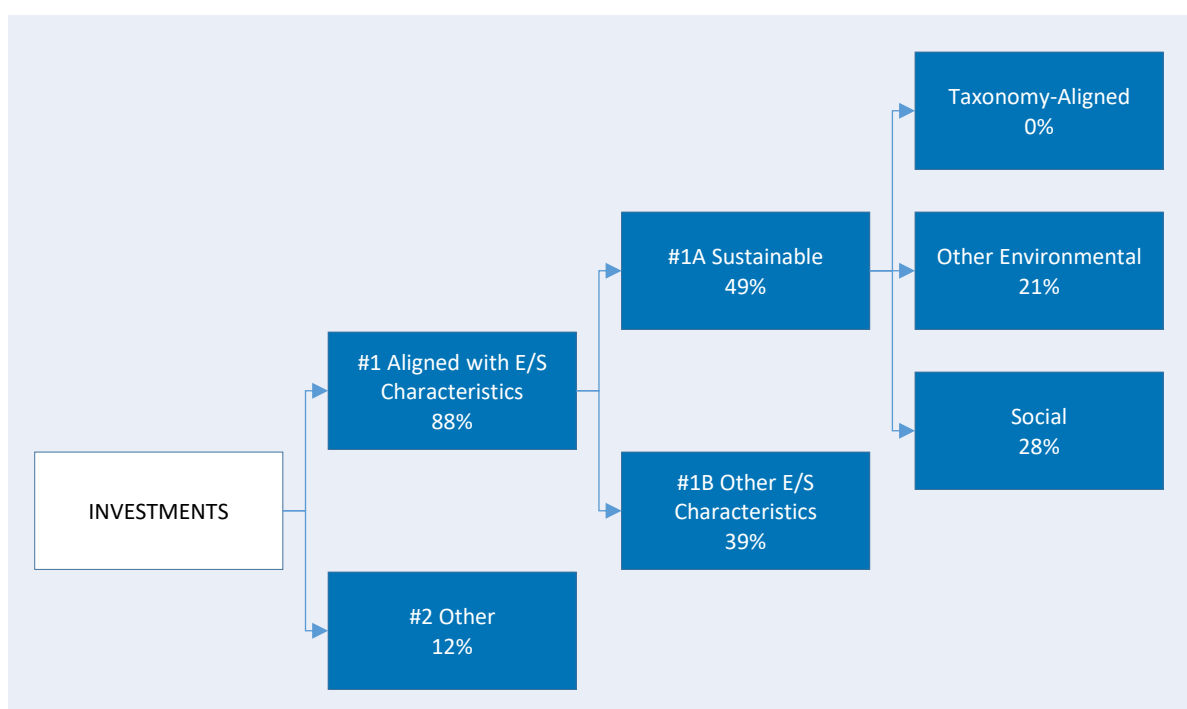 INVESTMENTS
#1 Aligned with E/S
Characteristics
88%
#2 Other
12%
#1A Sustainable
49%
#1B Other E/S
Characteristics
39%
Taxonomy-Aligned
0%
Other Environmental
21%
Social
28%